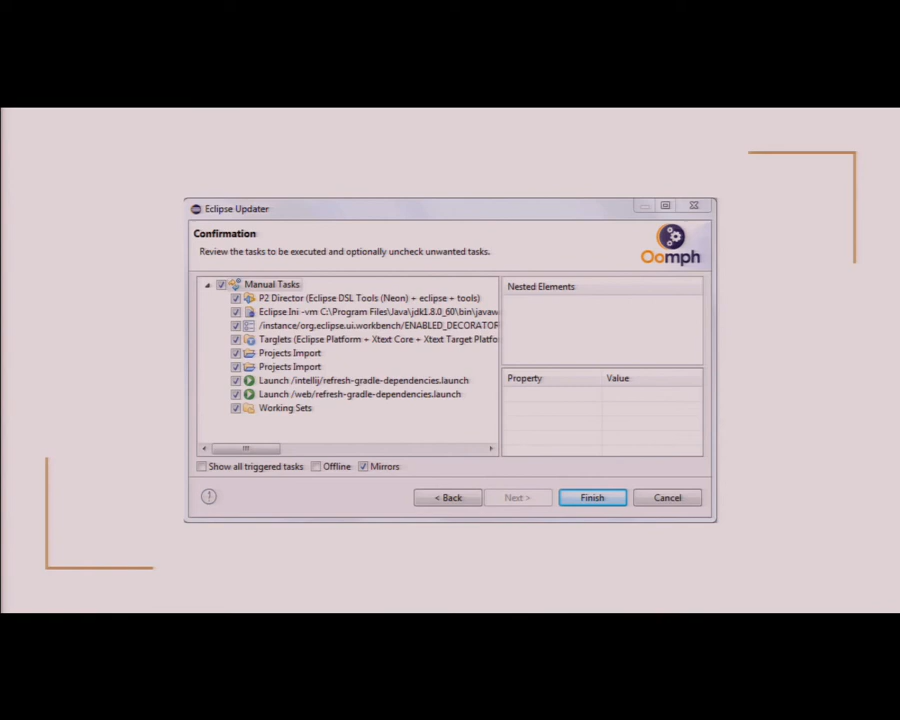 Eclipse Updater
Confirmation
Review the tasks to be executed and optionally uncheck unwanted tasks.
Oomph
Manual Tasks
P2 Director (Eclipse DSL Tools (Neon) + eclipse + tools)
Eclipse Ini -vm C:\Program Files\Java\jdk1.8.0_60\bin\javaw
/instance/org.eclipse.ui.workbench/ENABLED_DECORATOR
Targlets (Eclipse Platform + Xtext Core + Xtext Target Platfo
Projects Import
Projects Import
Launch /intellij/refresh-gradle-dependencies.launch
Launch /web/refresh-gradle-dependencies.launch
Working Sets
Nested Elements
Property Value
Show all triggered tasks Offline Mirrors
< Back Next > Finish Cancel